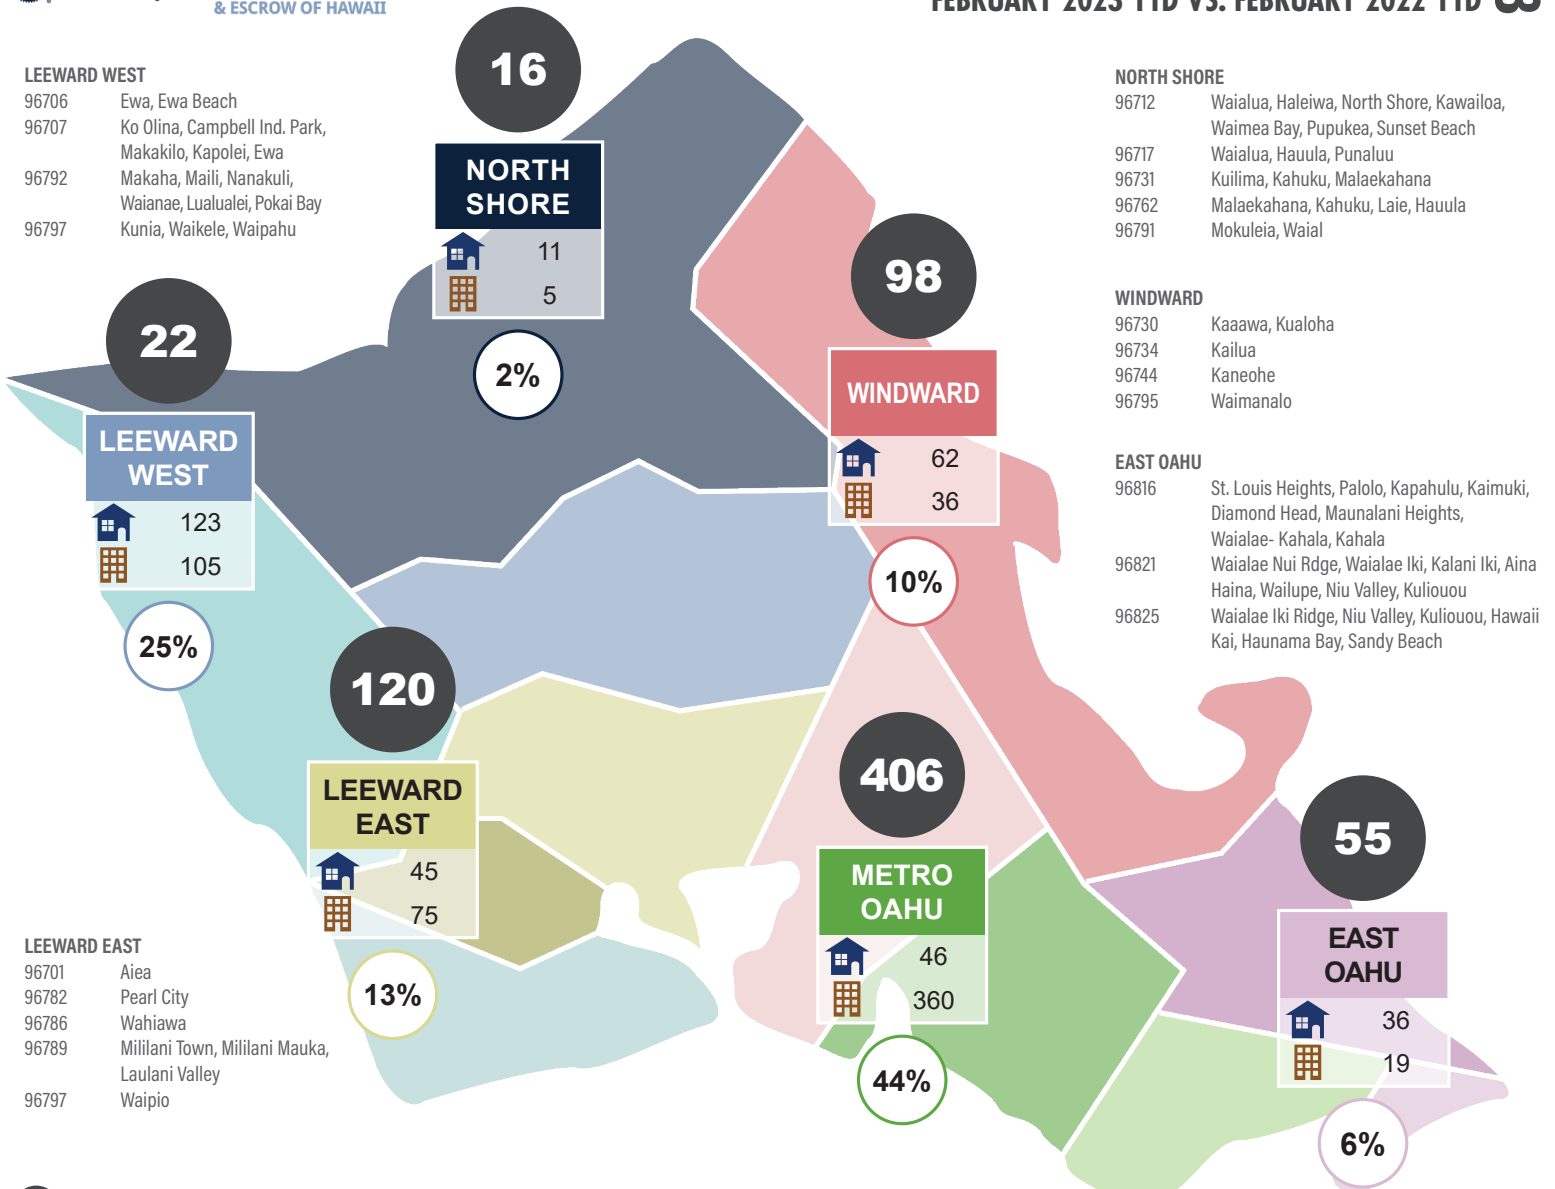 & ESCROW OF HAWAII
FEBRUARY 2023 YTD VS. FEBRUARY 2022 YTD
LEEWARD WEST
96706 Ewa, Ewa Beach
96707 Ko Olina, Campbell Ind. Park,
Makakilo, Kapolei, Ewa
96792 Makaha, Maili, Nanakuli,
Waianae, Lualualei, Pokai Bay
96797 Kunia, Waikele, Waipahu
16
NORTH
SHORE
11
5
2%
NORTH SHORE
96712 Waialua, Haleiwa, North Shore, Kawailoa,
Waimea Bay, Pupukea, Sunset Beach
96717 Waialua, Hauula, Punaluu
96731 Kuilima, Kahuku, Malaekahana
96762 Malaekahana, Kahuku, Laie, Hauula
96791 Mokuleia, Waial
WINDWARD
96730 Kaaawa, Kualoha
96734 Kailua
96744 Kaneohe
96795 Waimanalo
EAST OAHU
96816 St. Louis Heights, Palolo, Kapahulu, Kaimuki,
Diamond Head, Maunalani Heights,
Waialae- Kahala, Kahala
96821 Waialae Nui Rdge, Waialae Iki, Kalani Iki, Aina
Haina, Wailupe, Niu Valley, Kuliouou
96825 Waialae Iki Ridge, Niu Valley, Kuliouou, Hawaii
Kai, Haunama Bay, Sandy Beach
98
WINDWARD
62
36
10%
22
LEEWARD
WEST
123
105
25%
120
LEEWARD
EAST
45
75
13%
406
METRO
OAHU
46
360
44%
55
EAST
OAHU
36
19
6%
LEEWARD EAST
96701 Aiea
96782 Pearl City
96786 Wahiawa
96789 Mililani Town, Mililani Mauka,
Laulani Valley
96797 Waipio